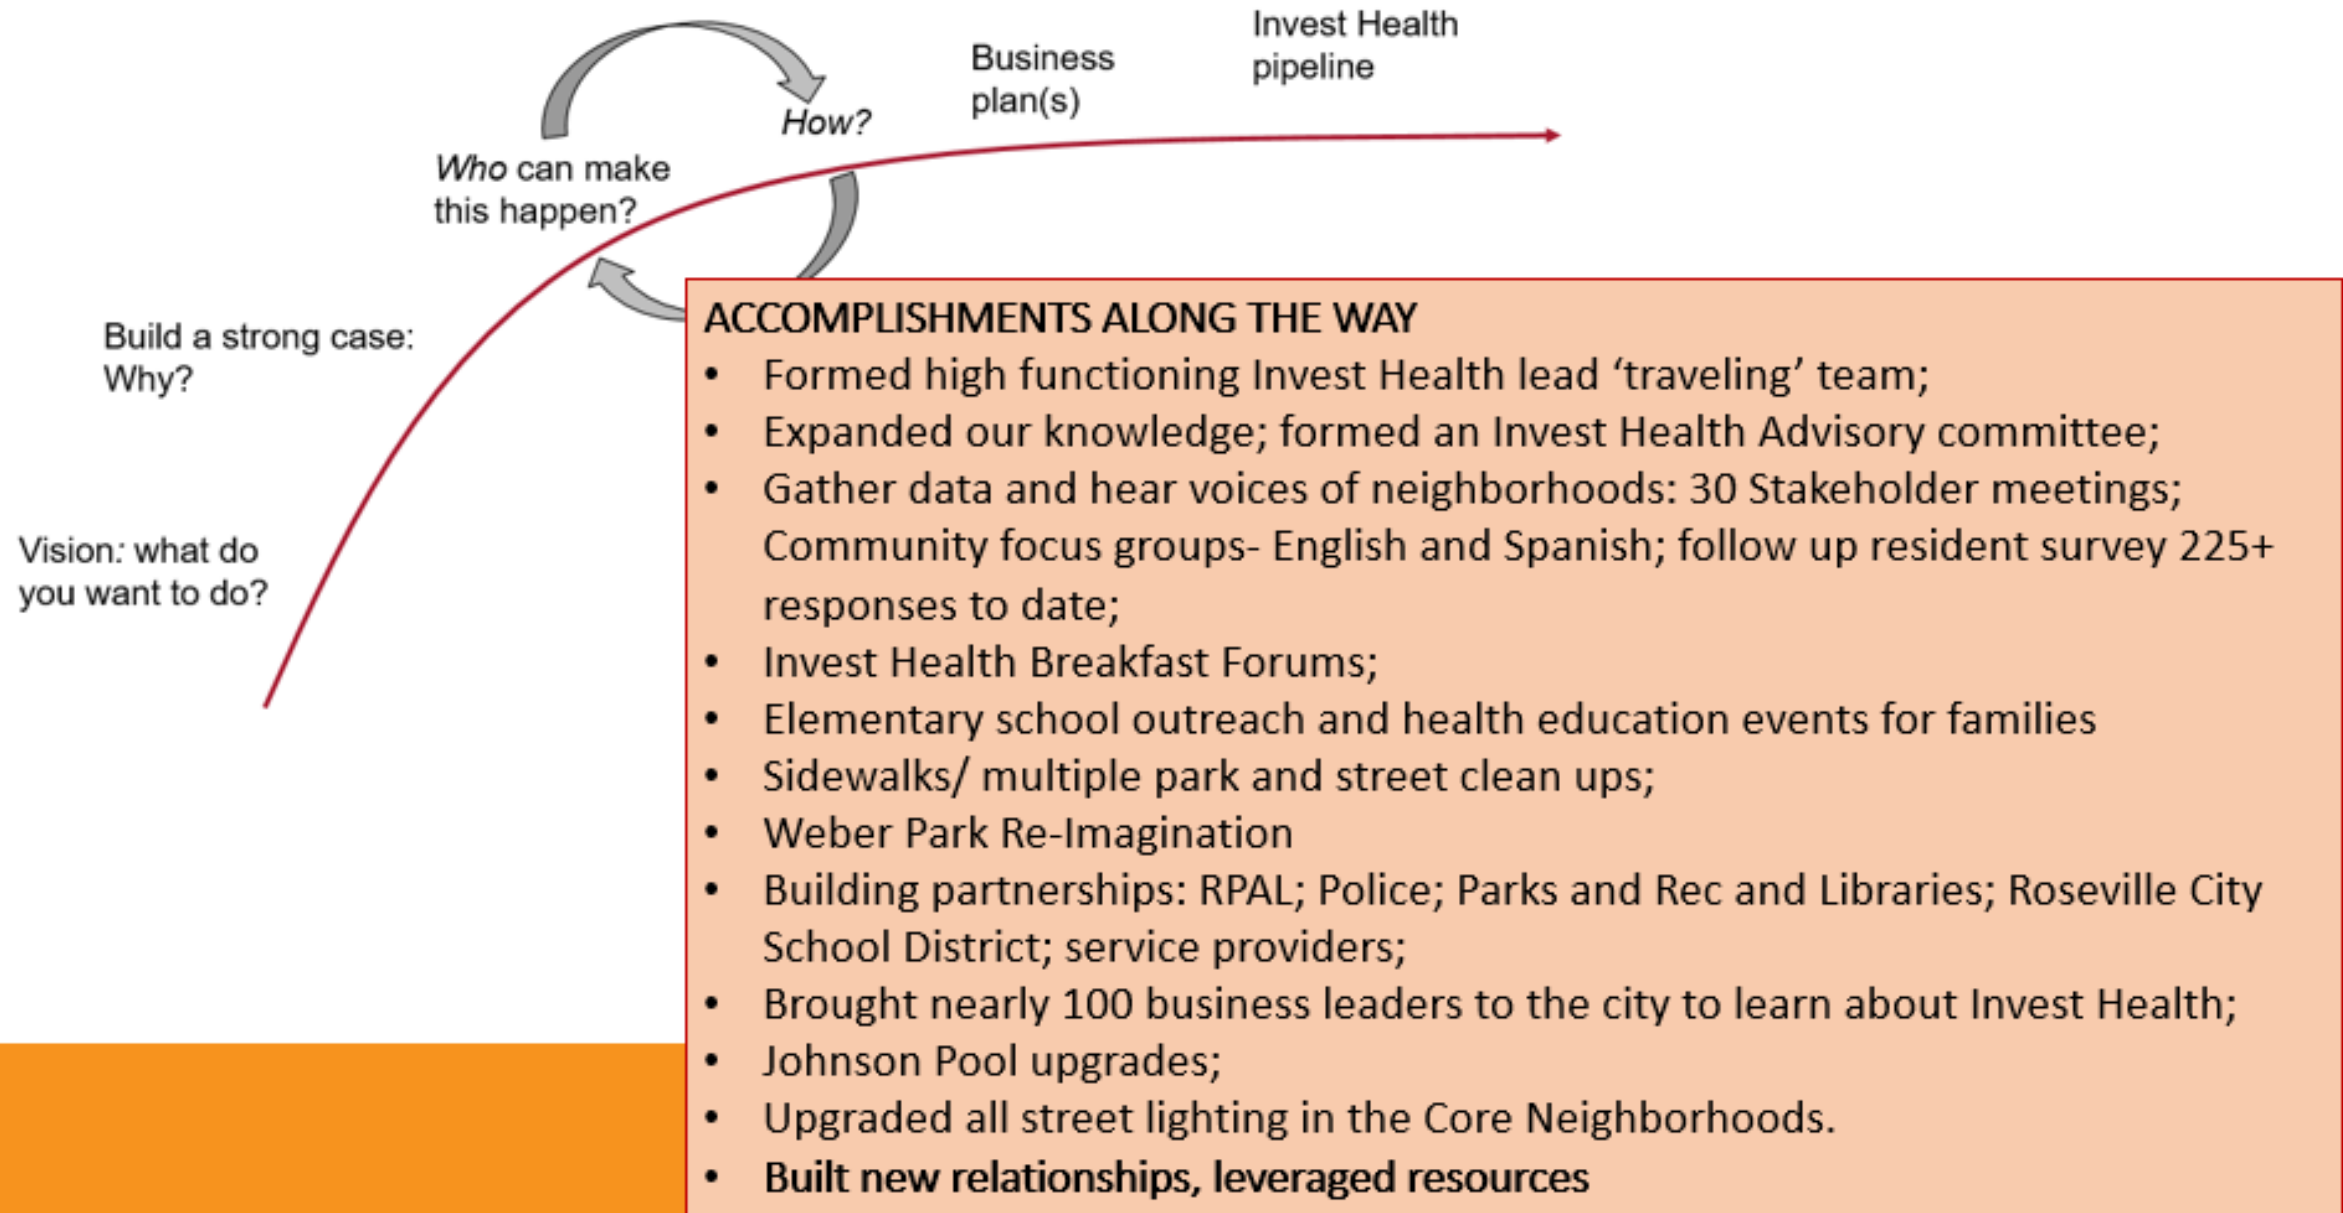 Invest Health
pipeline
Business
plan(s)
How?
Who can make
this happen?
Build a strong case:
Why?
Vision: what do
you want to do?
ACCOMPLISHMENTS ALONG THE WAY
• Formed high functioning Invest Health lead ‘traveling’ team;
• Expanded our knowledge; formed an Invest Health Advisory committee;
• Gather data and hear voices of neighborhoods: 30 Stakeholder meetings;
Community focus groups- English and Spanish; follow up resident survey 225+
responses to date;
• Invest Health Breakfast Forums;
• Elementary school outreach and health education events for families
• Sidewalks/ multiple park and street clean ups;
• Weber Park Re-Imagination
• Building partnerships: RPAL; Police; Parks and Rec and Libraries; Roseville City
School District; service providers;
• Brought nearly 100 business leaders to the city to learn about Invest Health;
• Johnson Pool upgrades;
• Upgraded all street lighting in the Core Neighborhoods.
• Built new relationships, leveraged resources